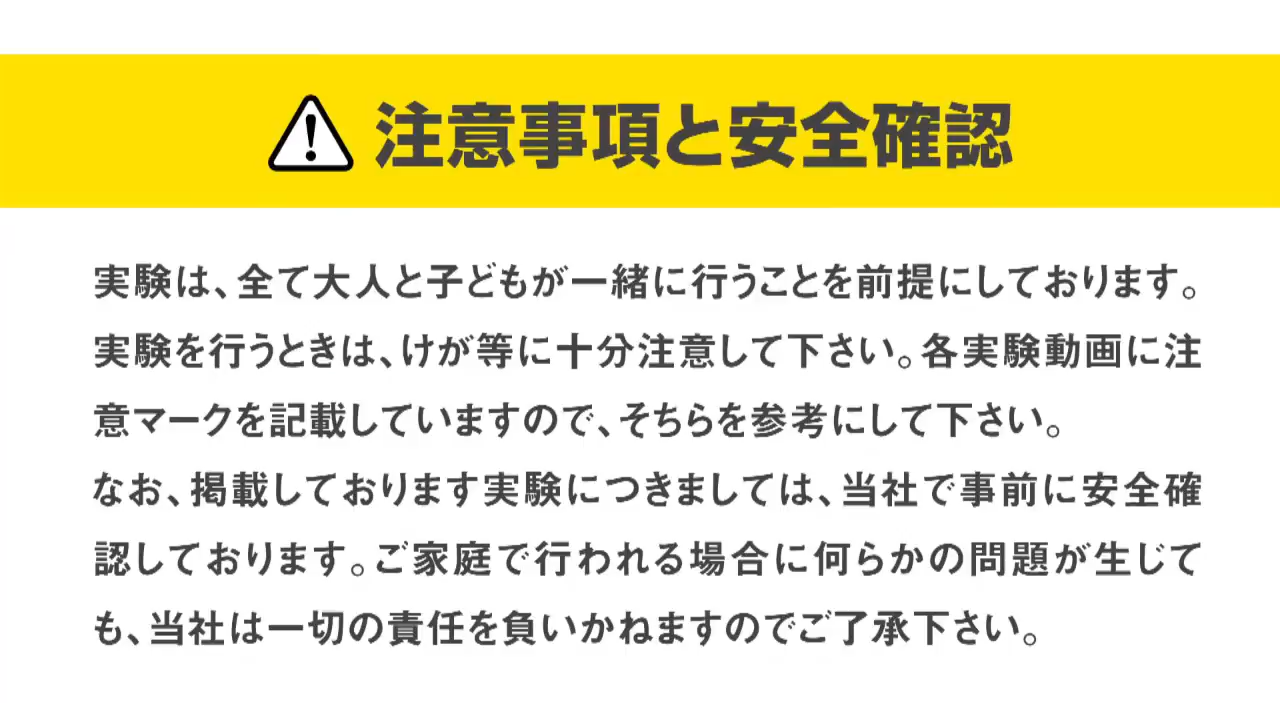 注意事項と安全確認
実験は、全て大人と子どもが一緒に行うことを前提にしております。
実験を行うときは、けが等に十分注意して下さい。各実験動画に注
意マークを記載していますので、そちらを参考にして下さい。
なお、掲載しております実験につきましては、当社で事前に安全確
認しております。ご家庭で行われる場合に何らかの問題が生じて
も、当社は一切の責任を負いかねますのでご了承下さい。